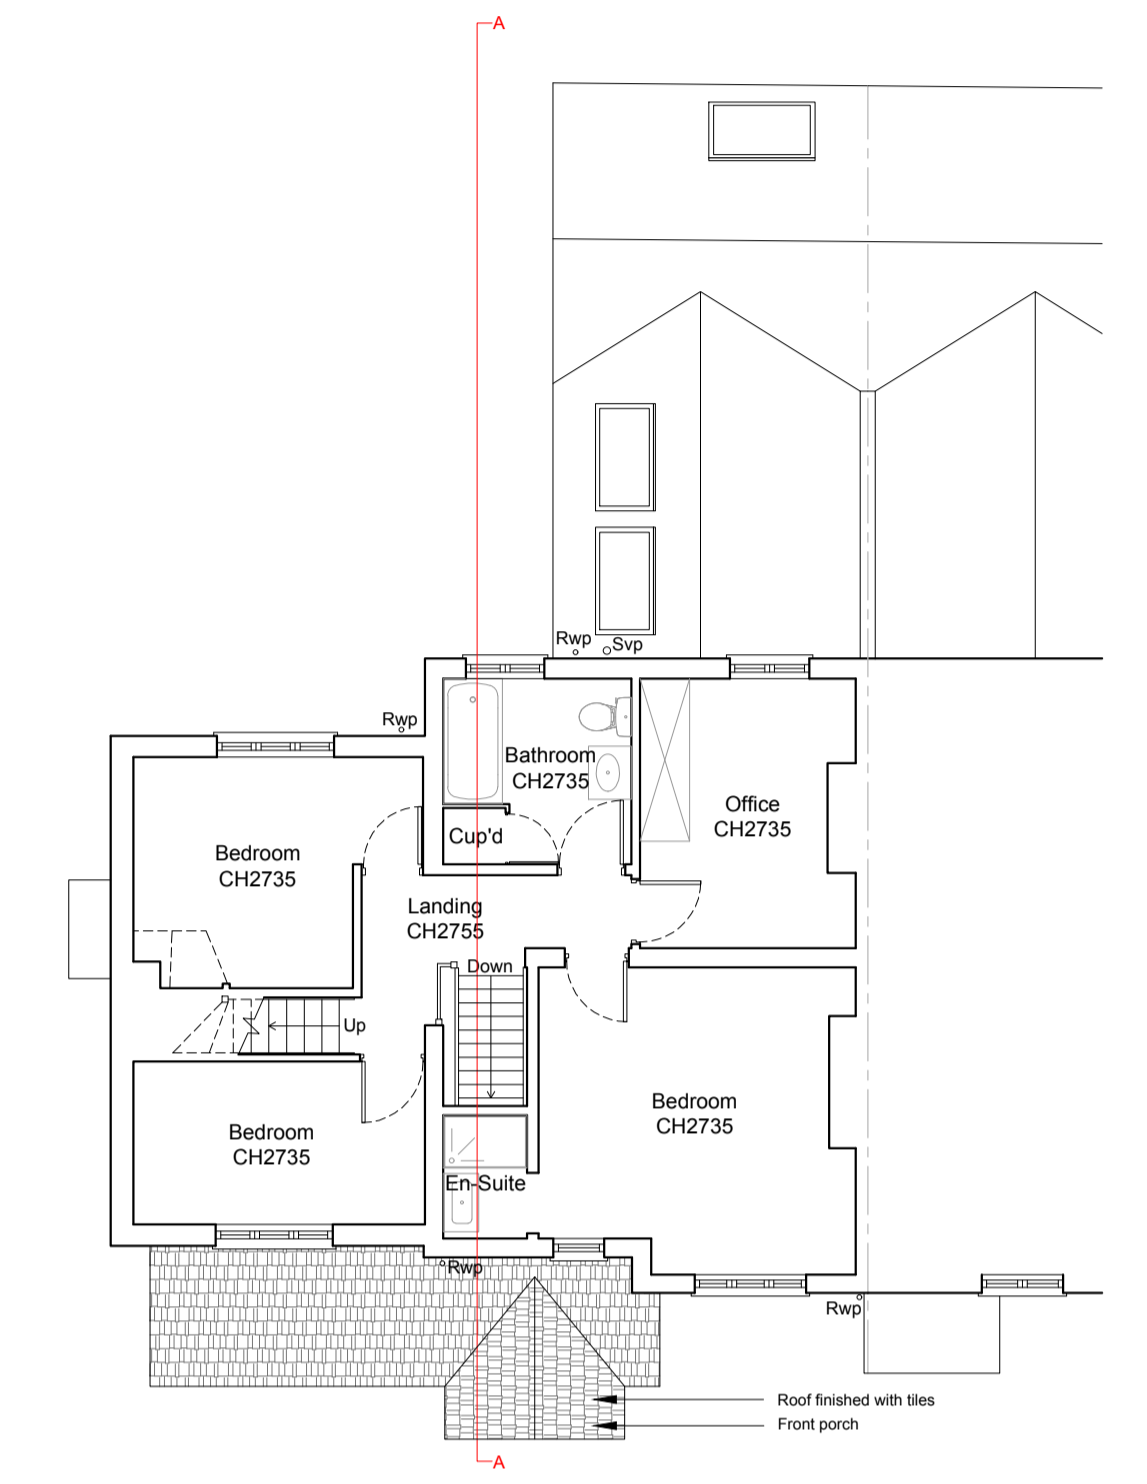 A
Rwp
Svp
Rwp
Bathroom
CH2735
Office
CH2735
Cup'd
Bedroom
CH2735
Landing
CH2755
Down
Up
Bedroom
CH2735
Bedroom
CH2735
En-Suite
Rwp
Rwp
Roof finished with tiles
Front porch
A